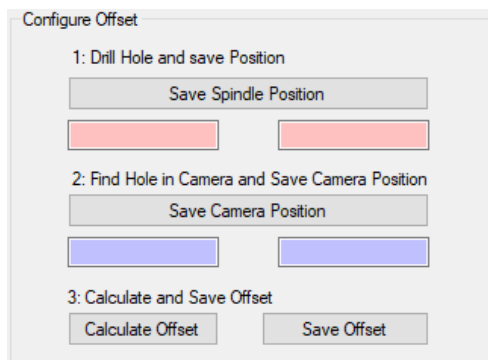 Configure Offset
1: Drill Hole and save Position
Save Spindle Position
2: Find Hole in Camera and Save Camera Position
Save Camera Position
3: Calculate and Save Offset
Calculate Offset Save Offset